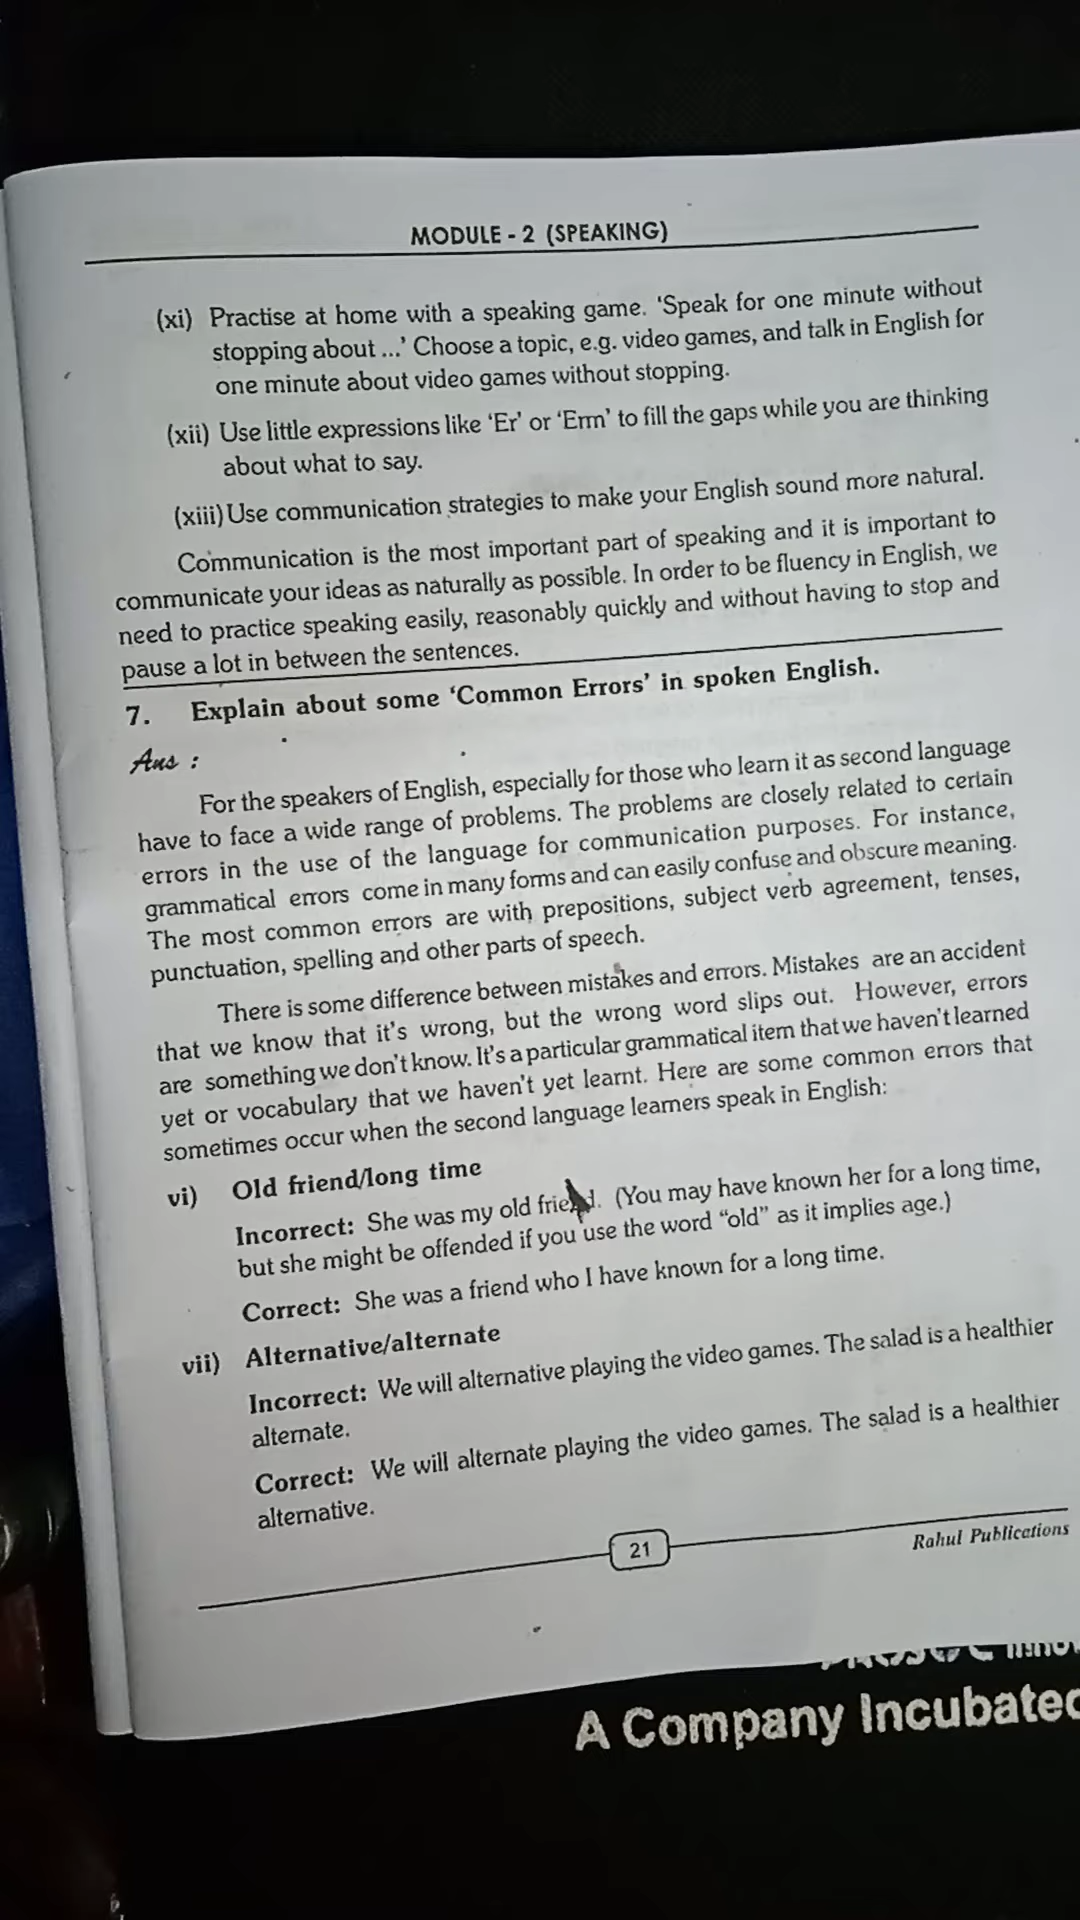 MODULE - 2 (SPEAKING)
(xi) Practise at home with a speaking game. 'Speak for one minute without
stopping about ...' Choose a topic, e.g. video games, and talk in English for
one minute about video games without stopping.
(xii) Use little expressions like 'Er' or 'Erm' to fill the gaps while you are thinking
about what to say.
(xiii) Use communication strategies to make your English sound more natural.
Communication is the most important part of speaking and it is important to
communicate your ideas as naturally as possible. In order to be fluency in English, we
need to practice speaking easily, reasonably quickly and without having to stop and
pause a lot in between the sentences.
7. Explain about some 'Common Errors' in spoken English.
Ans :
For the speakers of English, especially for those who learn it as second language
have to face a wide range of problems. The problems are closely related to certain
errors in the use of the language for communication purposes. For instance,
grammatical errors come in many forms and can easily confuse and obscure meaning.
The most common errors are with prepositions, subject verb agreement, tenses,
punctuation, spelling and other parts of speech.
There is some difference between mistakes and errors. Mistakes are an accident
that we know that it's wrong, but the wrong word slips out. However, errors
are something we don't know. It's a particular grammatical item that we haven't learned
yet or vocabulary that we haven't yet learnt. Here are some common errors that
sometimes occur when the second language learners speak in English:
vi) Old friend/long time
Incorrect: She was my old friend. (You may have known her for a long time,
but she might be offended if you use the word "old" as it implies age.)
Correct: She was a friend who I have known for a long time.
vii) Alternative/alternate
Incorrect: We will alternative playing the video games. The salad is a healthier
alternate.
Correct: We will alternate playing the video games. The salad is a healthier
alternative.
21
Rahul Publications
A Company Incubated